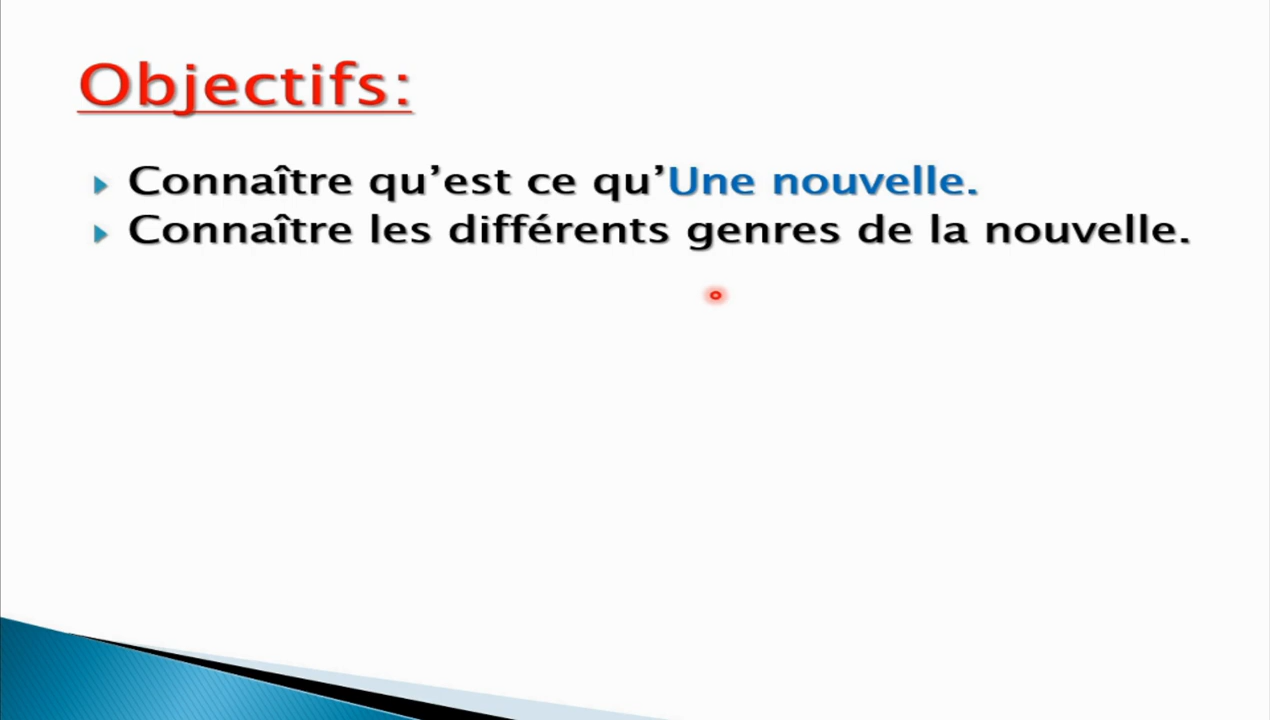 Objectifs:
Connaître qu’est ce qu’Une nouvelle.
Connaître les différents genres de la nouvelle.